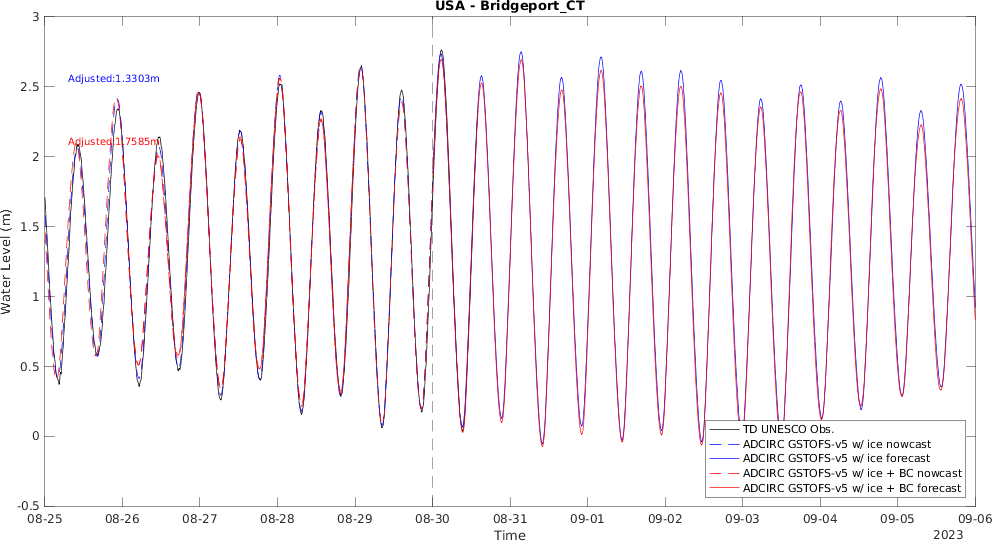 USA - Bridgeport_CT
3
2.5
2
1.5
1
0.5
0
-0.5
Water Level (m)
Adjusted:1.3303m
Adjusted:1.7585m
TD UNESCO Obs.
ADCIRC GSTOFS-v5 w/ ice nowcast
ADCIRC GSTOFS-v5 w/ ice forecast
ADCIRC GSTOFS-v5 w/ ice + BC nowcast
ADCIRC GSTOFS-v5 w/ ice + BC forecast
08-25 08-26 08-27 08-28 08-29 08-30 08-31 09-01 09-02 09-03 09-04 09-05 09-06
Time
2023